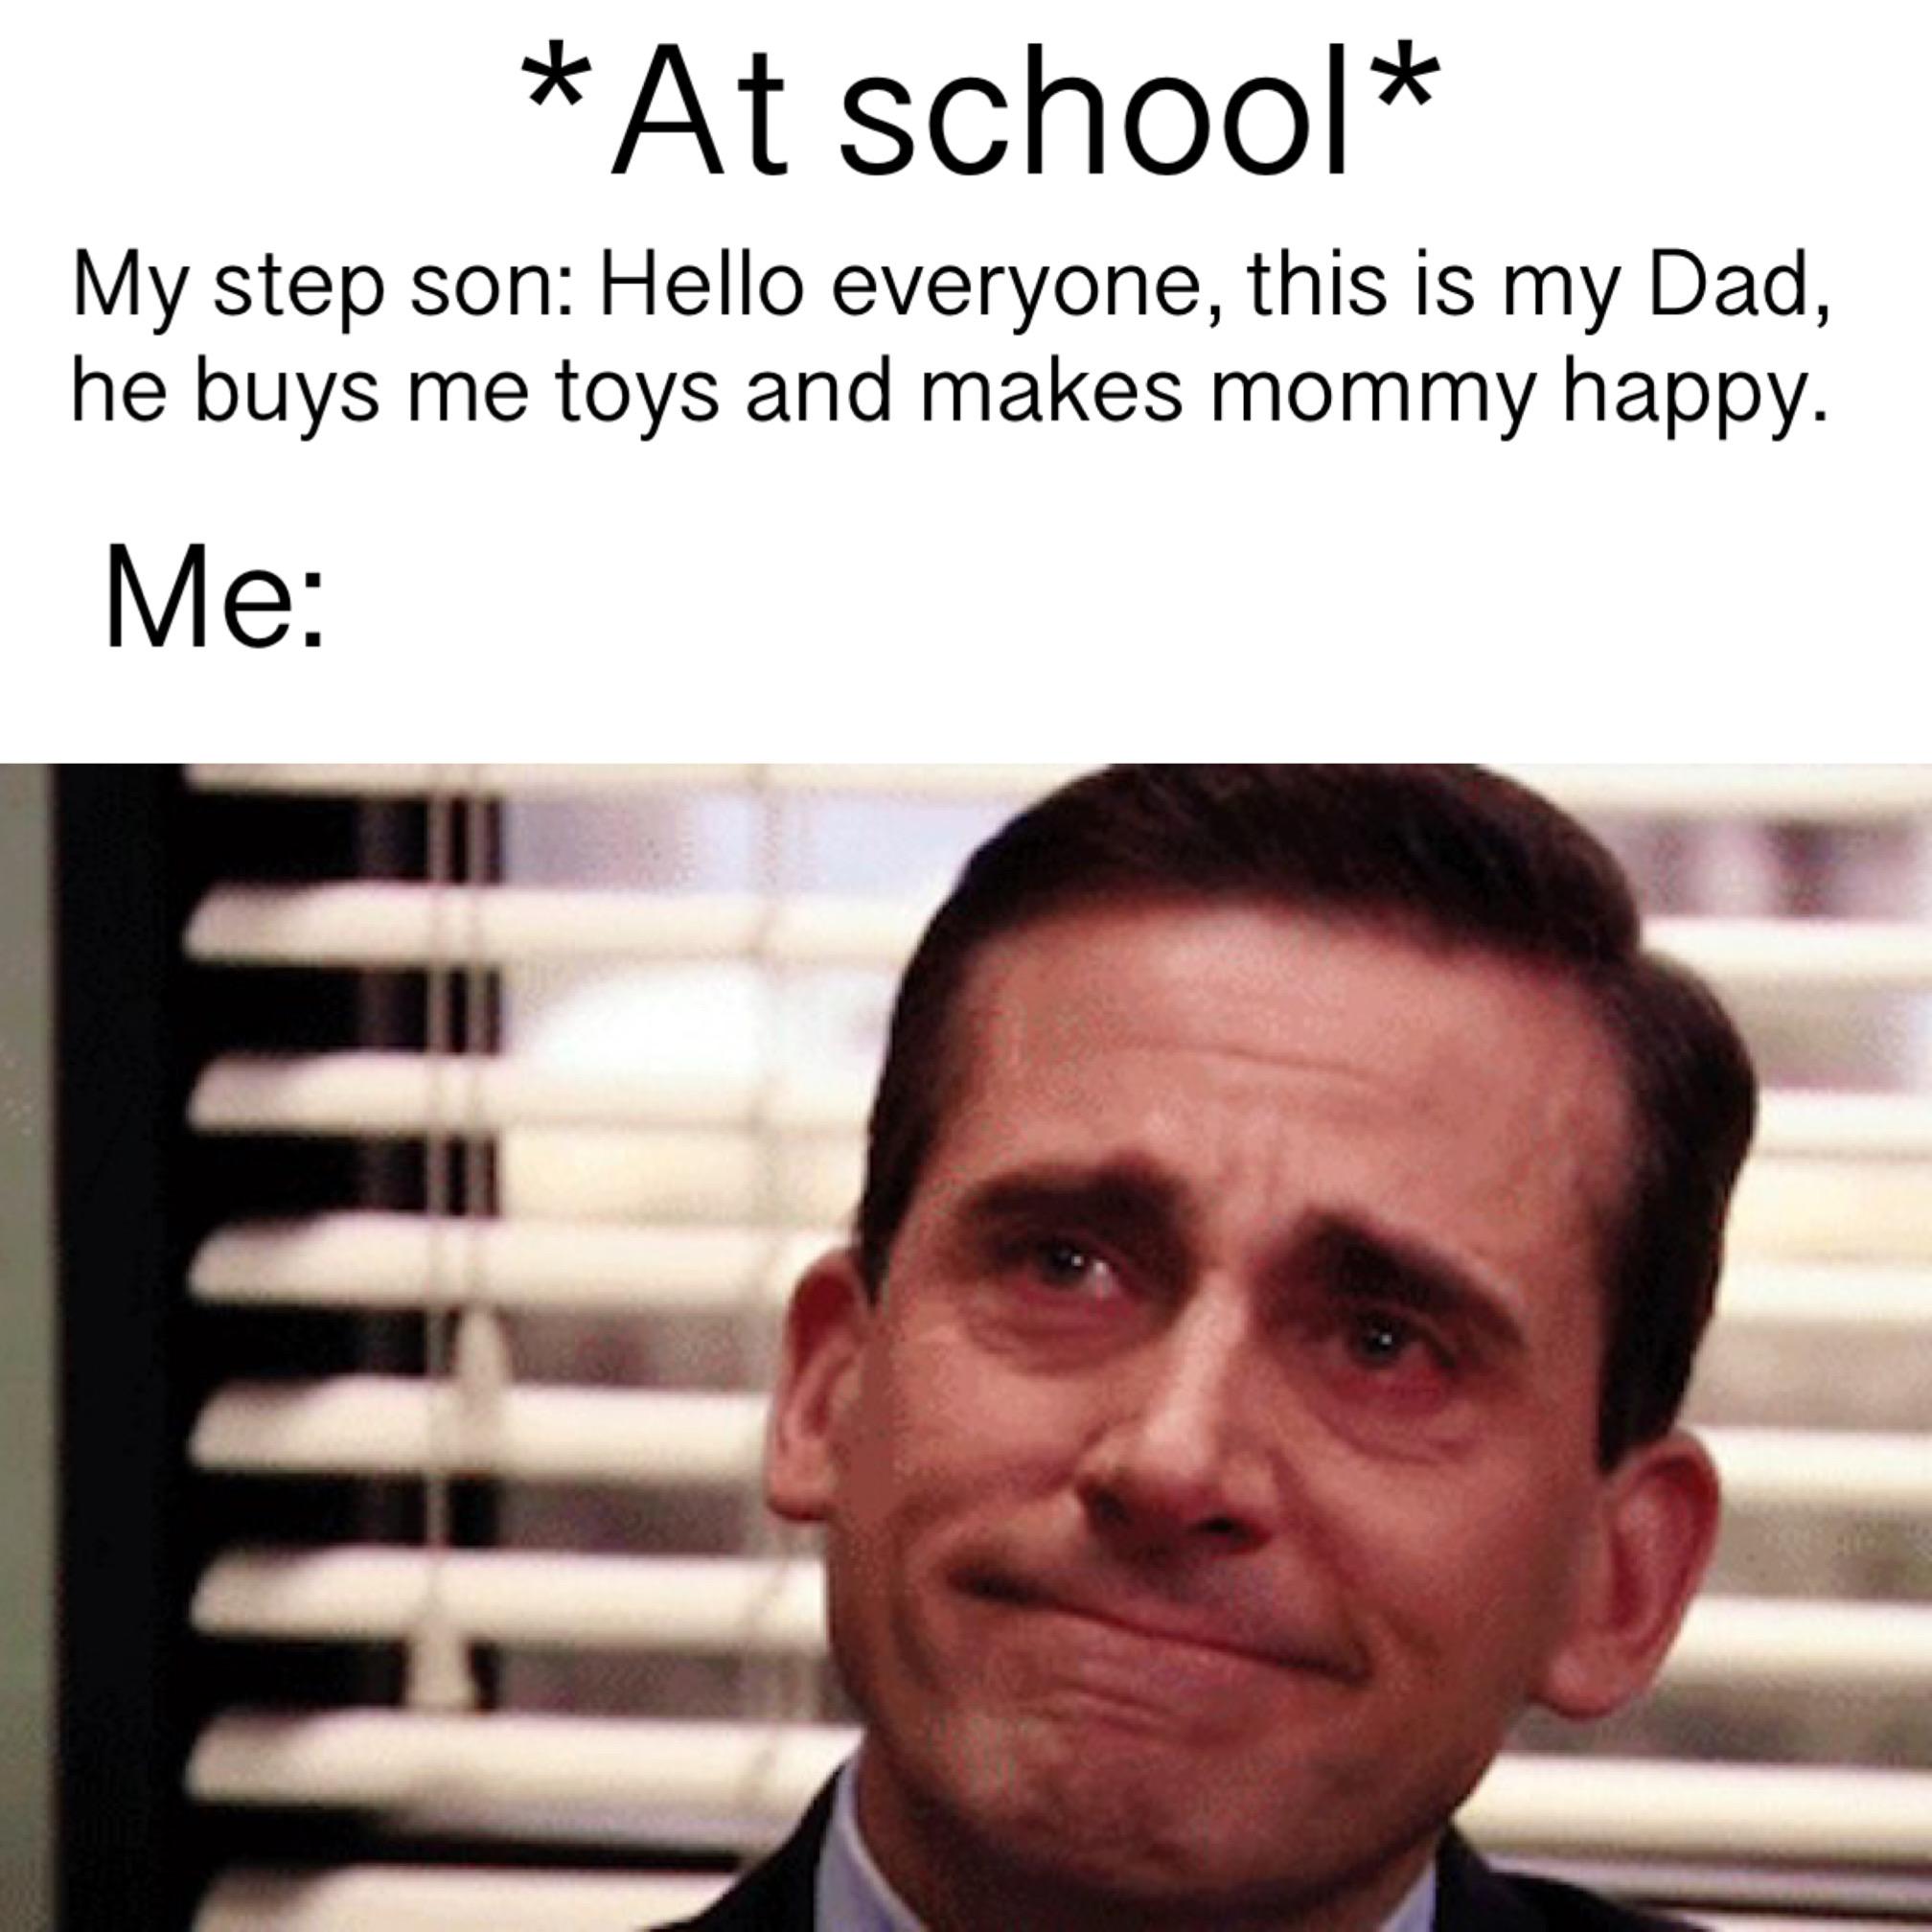 *At school*
My step son: Hello everyone, this is my Dad,
he buys me toys and makes mommy happy.
Me: